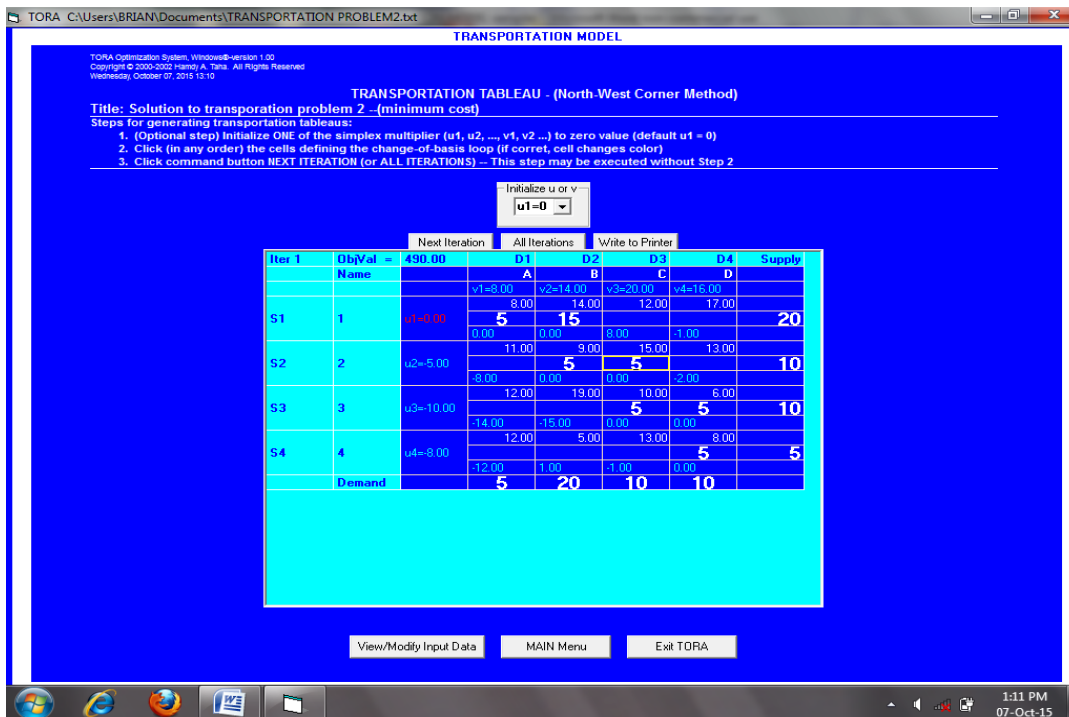 TORA C:\Users\BRIAN\Documents\TRANSPORTATION PROBLEM2.txt
TRANSPORTATION MODEL
TORA Optimization System, Windows®-version 1.00
Copyright © 2000-2002 Hamdy A. Taha. All Rights Reserved
Wednesday, October 07, 2015 13:10
TRANSPORTATION TABLEAU - (North-West Corner Method)
Title: Solution to transporation problem 2 --(minimum cost)
Steps for generating transportation tableaus:
1. (Optional step) Initialize ONE of the simplex multiplier (u1, u2, ..., v1, v2 ...) to zero value (default u1 = 0)
2. Click (in any order) the cells defining the change-of-basis loop (if corret, cell changes color)
3. Click command button NEXT ITERATION (or ALL ITERATIONS) -- This step may be executed without Step 2
Initialize u or v
u1=0
Next Iteration All Iterations Write to Printer
Iter 1 ObjVal = 490.00 D1 D2 D3 D4 Supply
Name A B C D
v1=8.00 v2=14.00 v3=20.00 v4=16.00
8.00 14.00 12.00 17.00
S1 1 u1=0.00 5 15 20
0.00 0.00 8.00 -1.00
11.00 9.00 15.00 13.00
S2 2 u2=-5.00 5 5 10
-8.00 0.00 0.00 -2.00
12.00 19.00 10.00 6.00
S3 3 u3=-10.00 5 5 10
-14.00 -15.00 0.00 0.00
12.00 5.00 13.00 8.00
S4 4 u4=-8.00 5 5
-12.00 1.00 -1.00 0.00
Demand 5 20 10 10
View/Modify Input Data MAIN Menu Exit TORA
1:11 PM
07-Oct-15